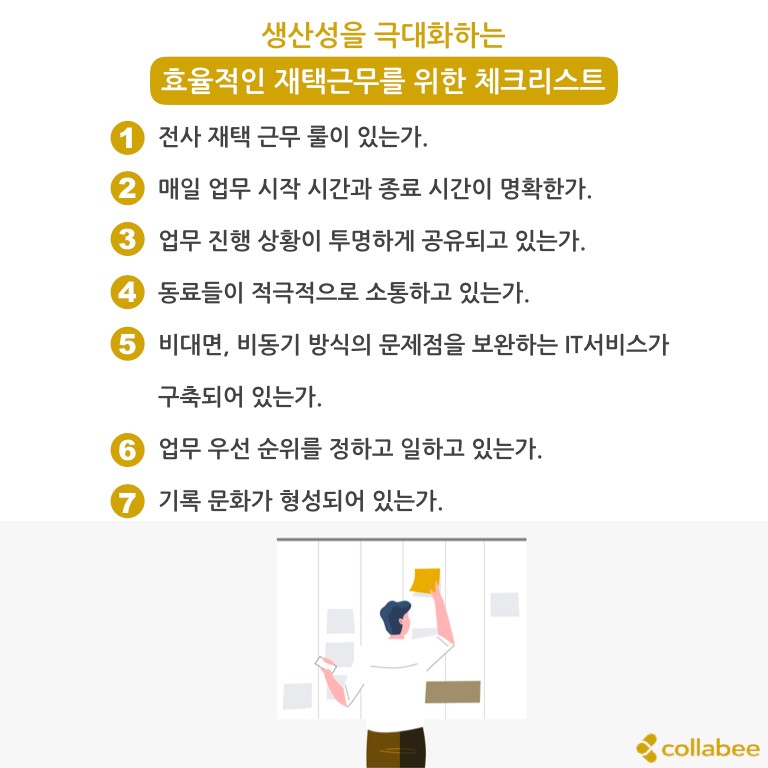 생산성을 극대화하는
효율적인 재택근무를 위한 체크리스트
1 전사 재택 근무 룰이 있는가.
2 매일 업무 시작 시간과 종료 시간이 명확한가.
3 업무 진행 상황이 투명하게 공유되고 있는가.
4 동료들이 적극적으로 소통하고 있는가.
5 비대면, 비동기 방식의 문제점을 보완하는 IT서비스가
구축되어 있는가.
6 업무 우선 순위를 정하고 일하고 있는가.
7 기록 문화가 형성되어 있는가.
collabee